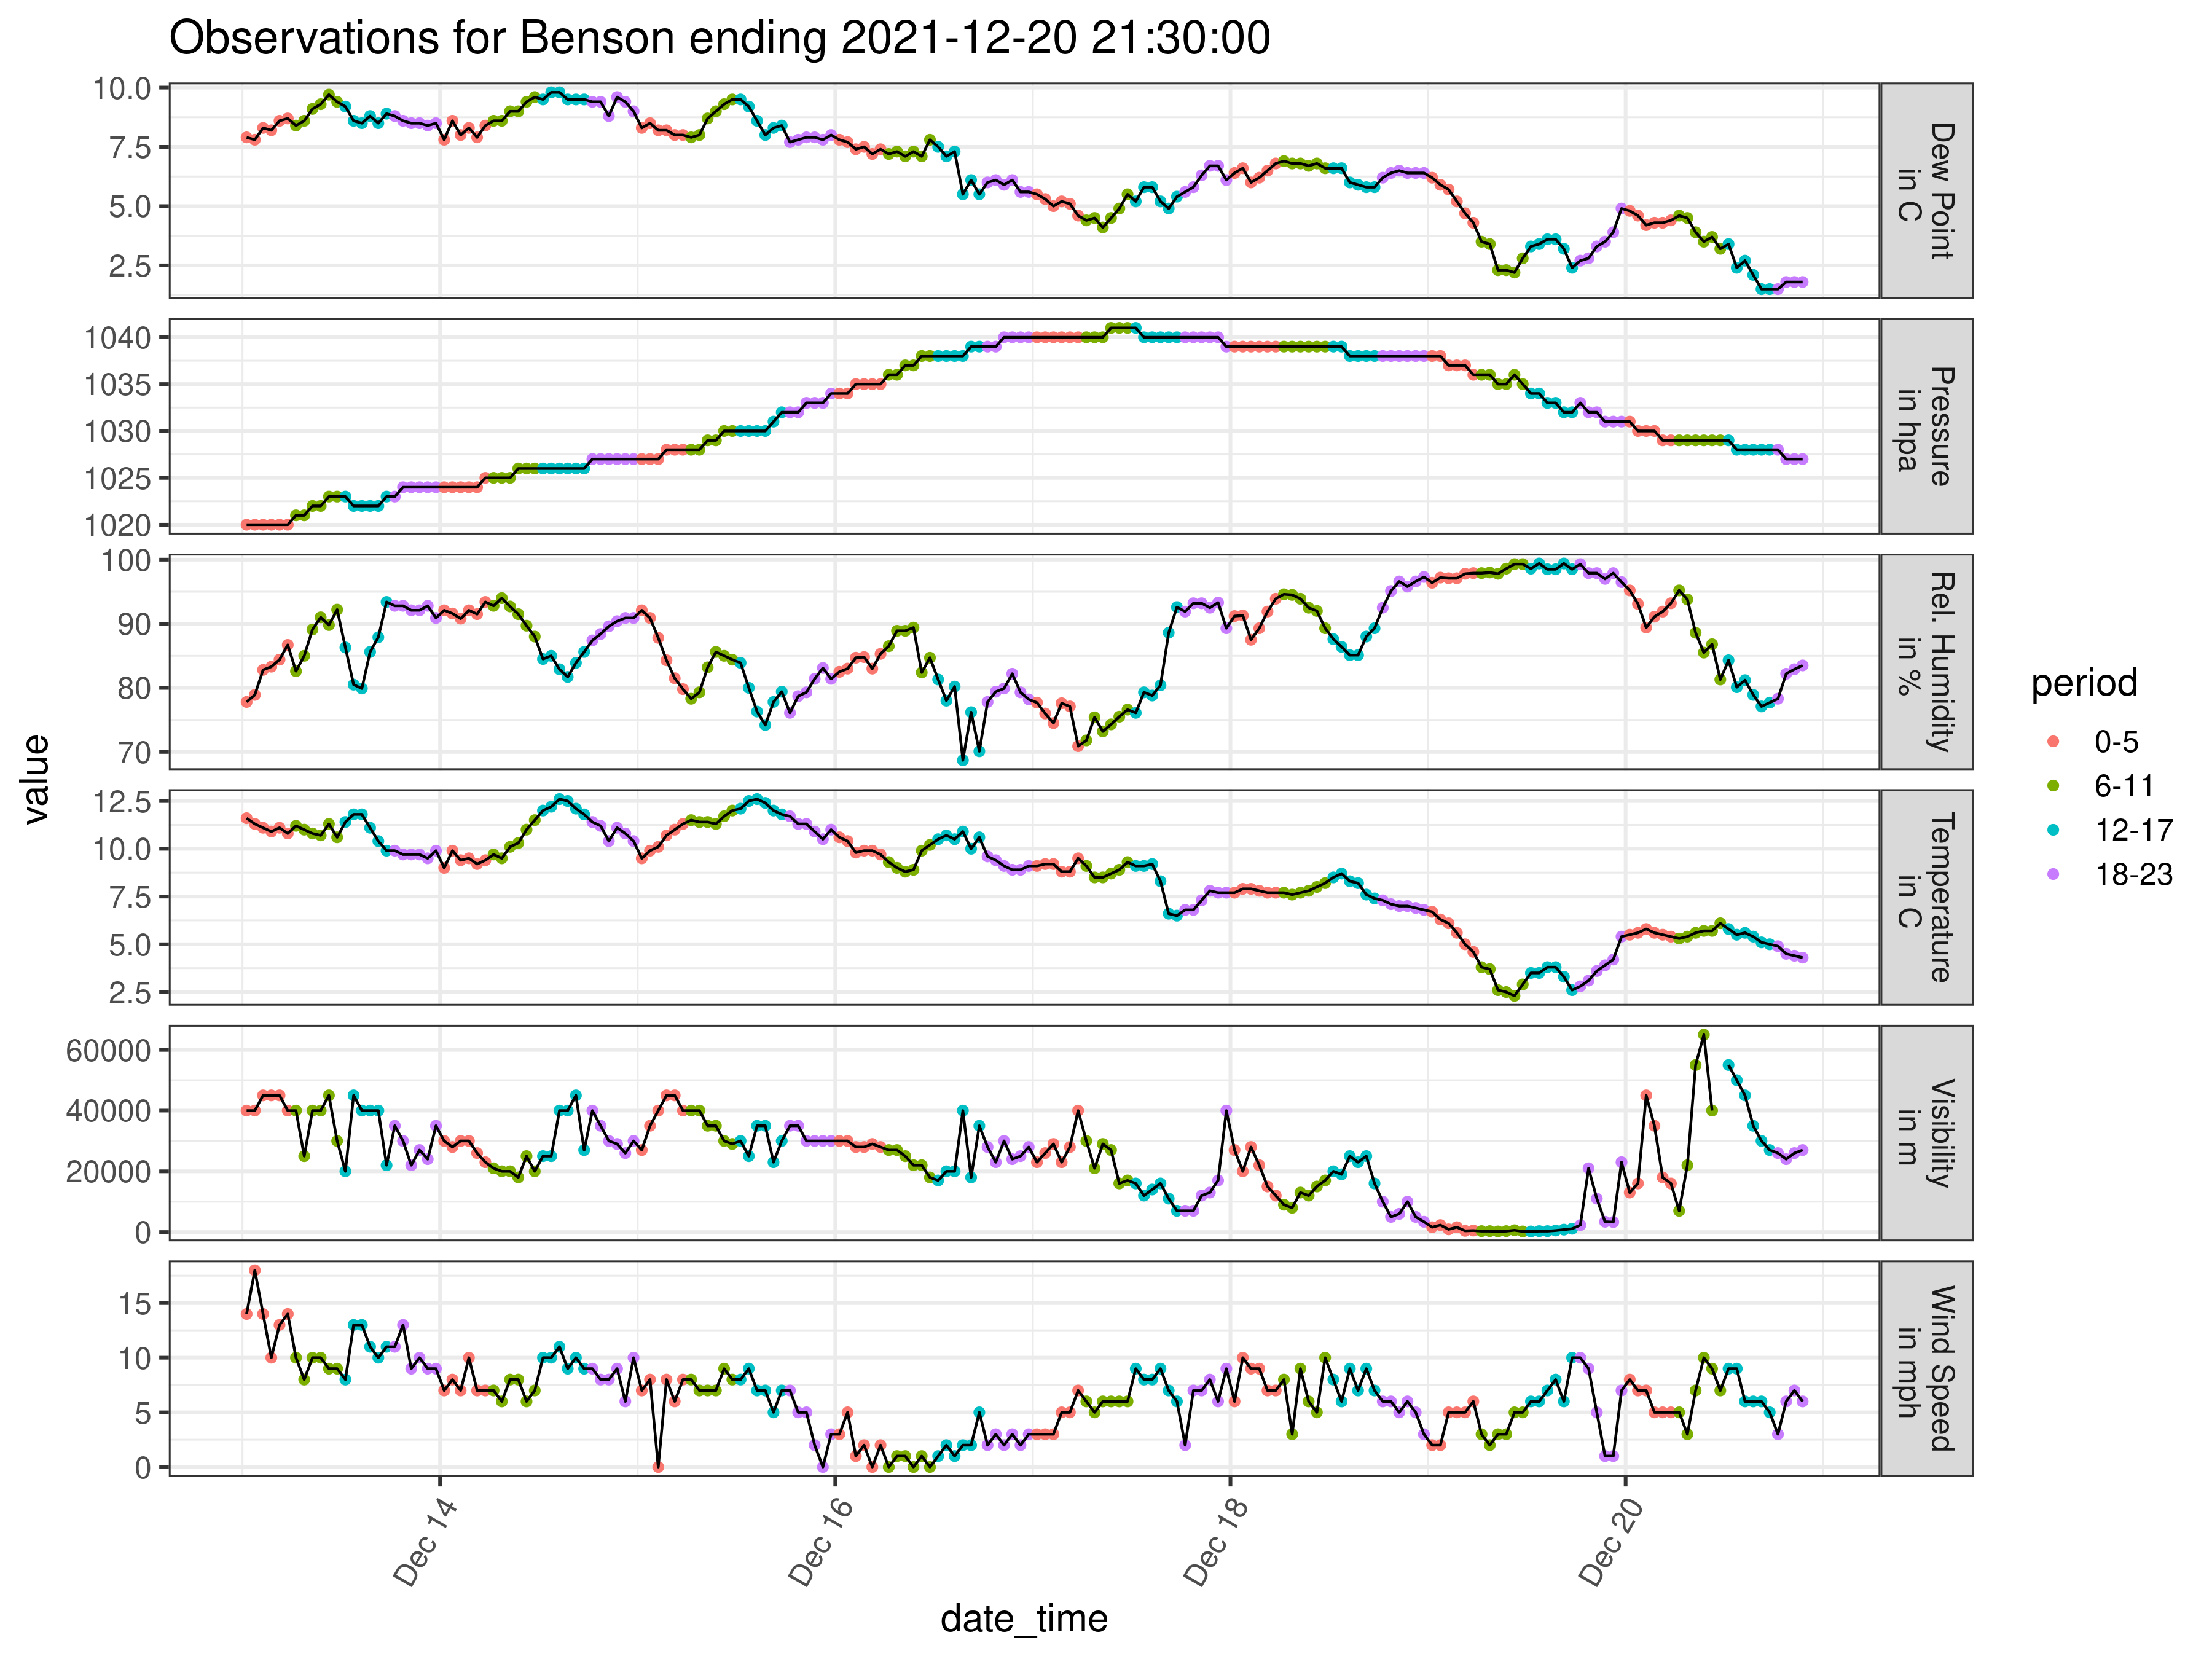 Observations for Benson ending 2021-12-20 21:30:00
value
10.0
7.5
5.0
2.5
Dew Point
in C
1040
1035
1030
1025
1020
Pressure
in hpa
100
90
80
70
Rel. Humidity
in %
12.5
10.0
7.5
5.0
2.5
Temperature
in C
60000
40000
20000
0
Visibility
in m
15
10
5
0
Wind Speed
in mph
Dec 14
Dec 16
Dec 18
Dec 20
date_time
period
0-5
6-11
12-17
18-23